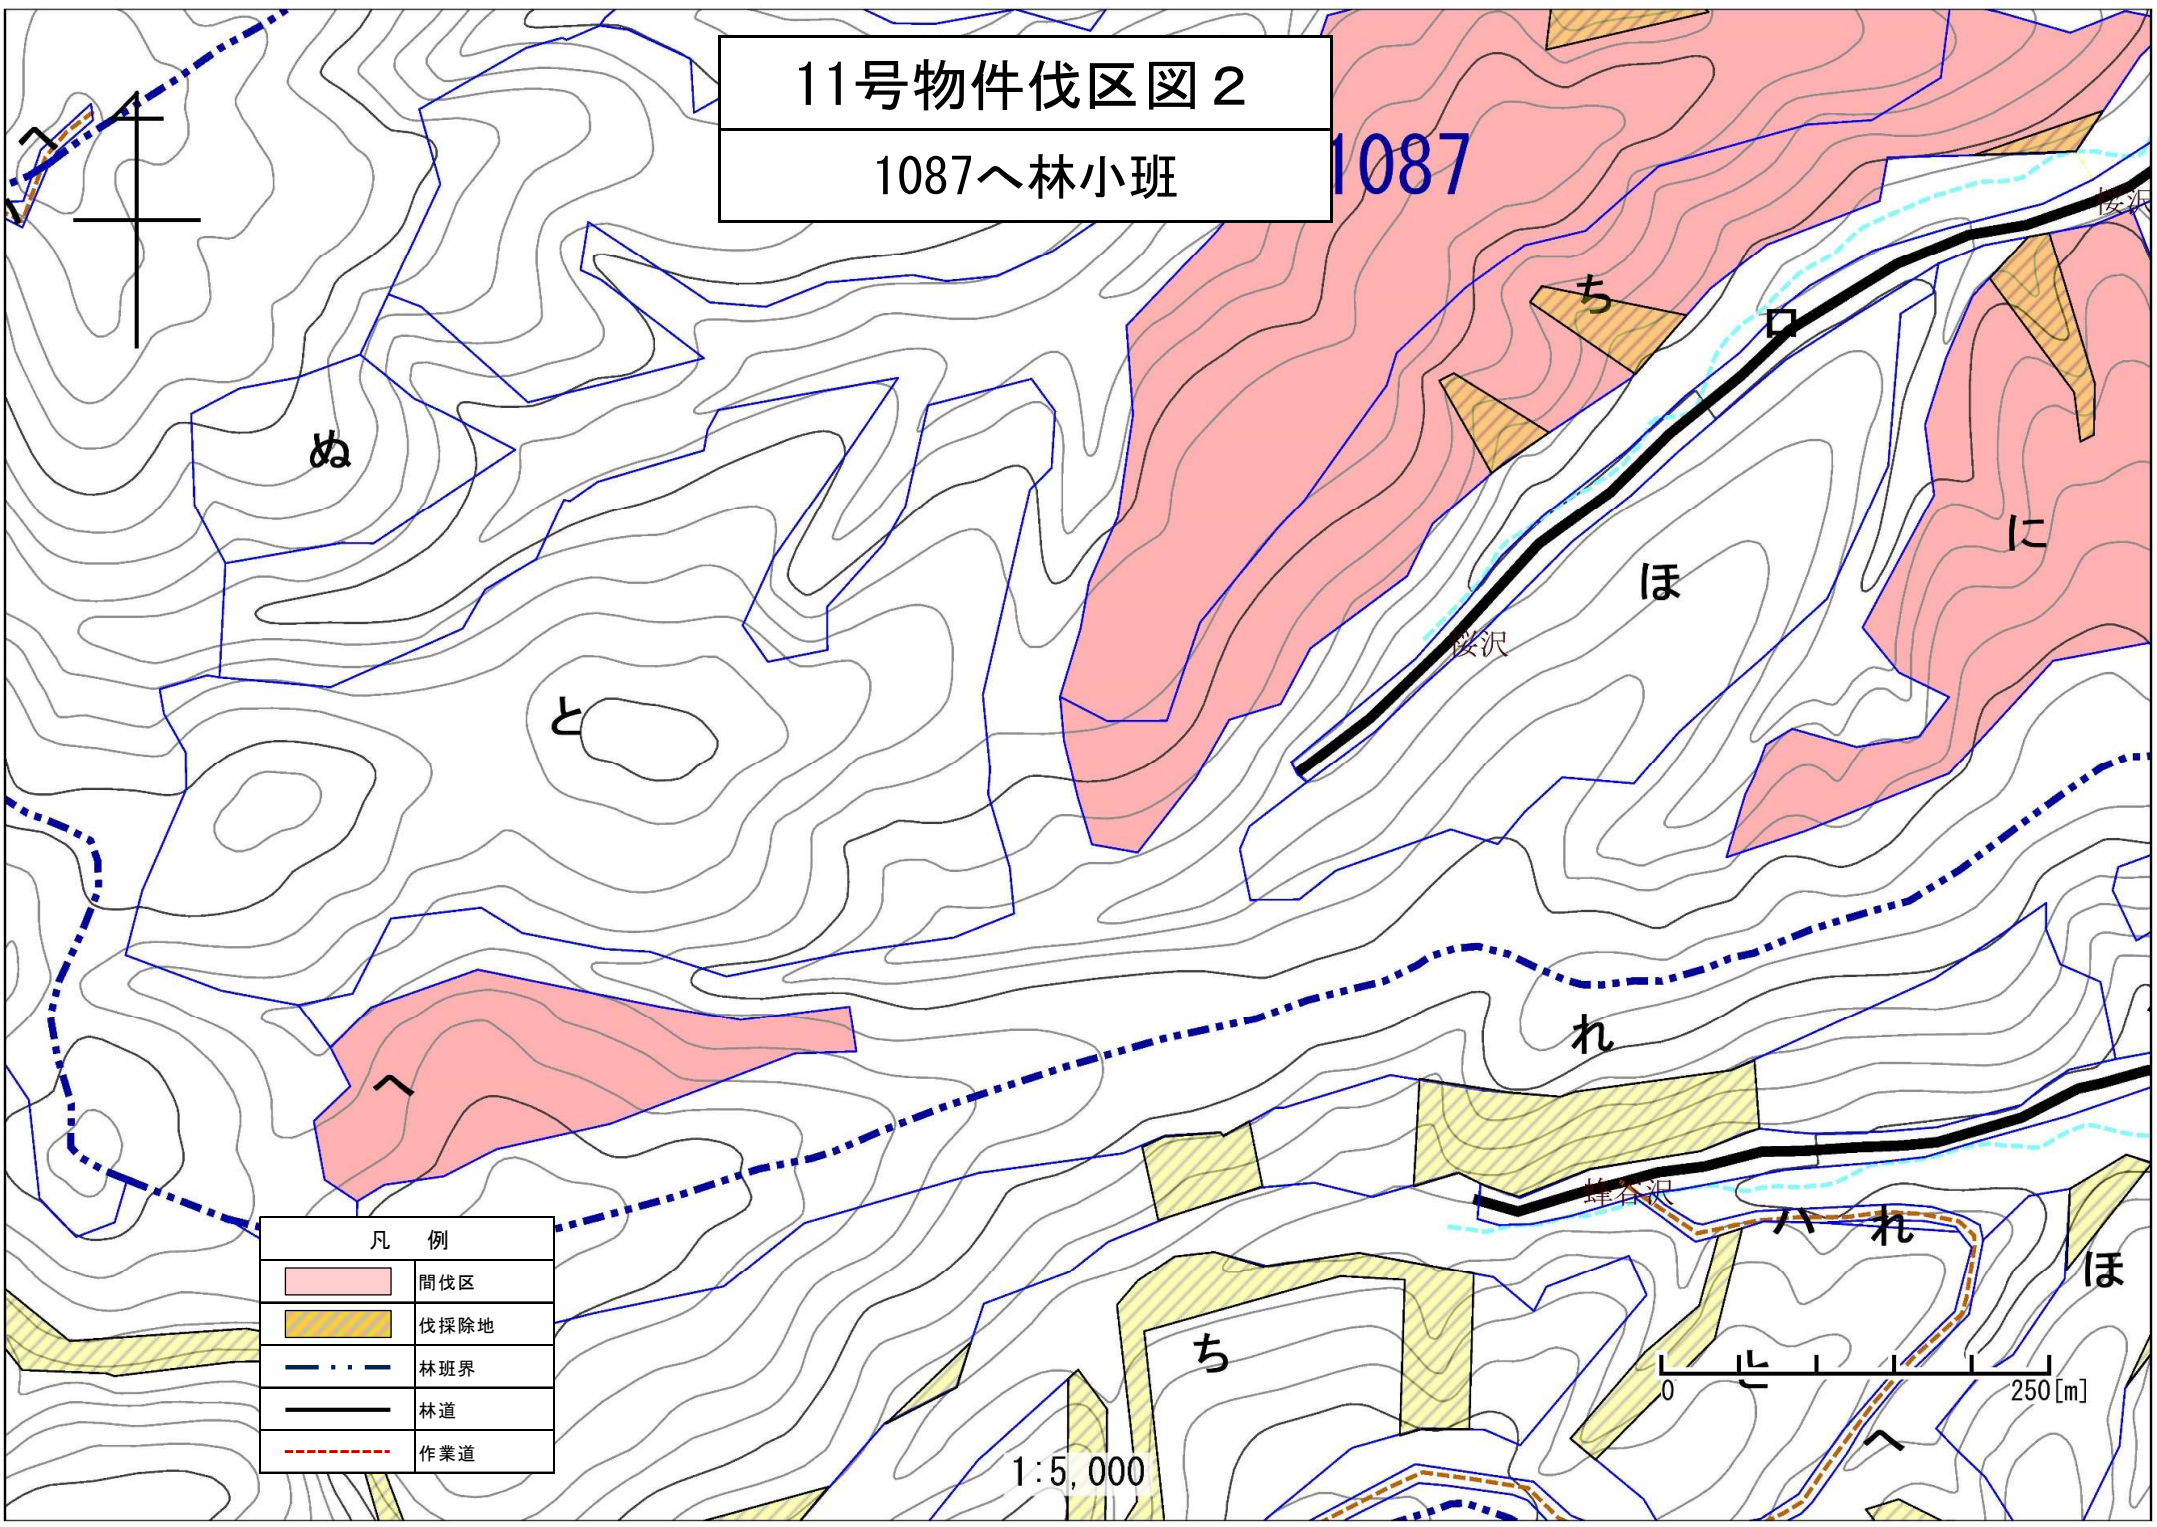 11号物件伐区図２
1087へ林小班
1087
へ
ち
ロ
桜沢
ぬ
に
ほ
桜沢
と
れ
へ
蜂谷沢
ハ
れ
ほ
ち
と
0
250[m]
へ
1:5,000
凡 例
間伐区
伐採除地
林班界
林道
作業道